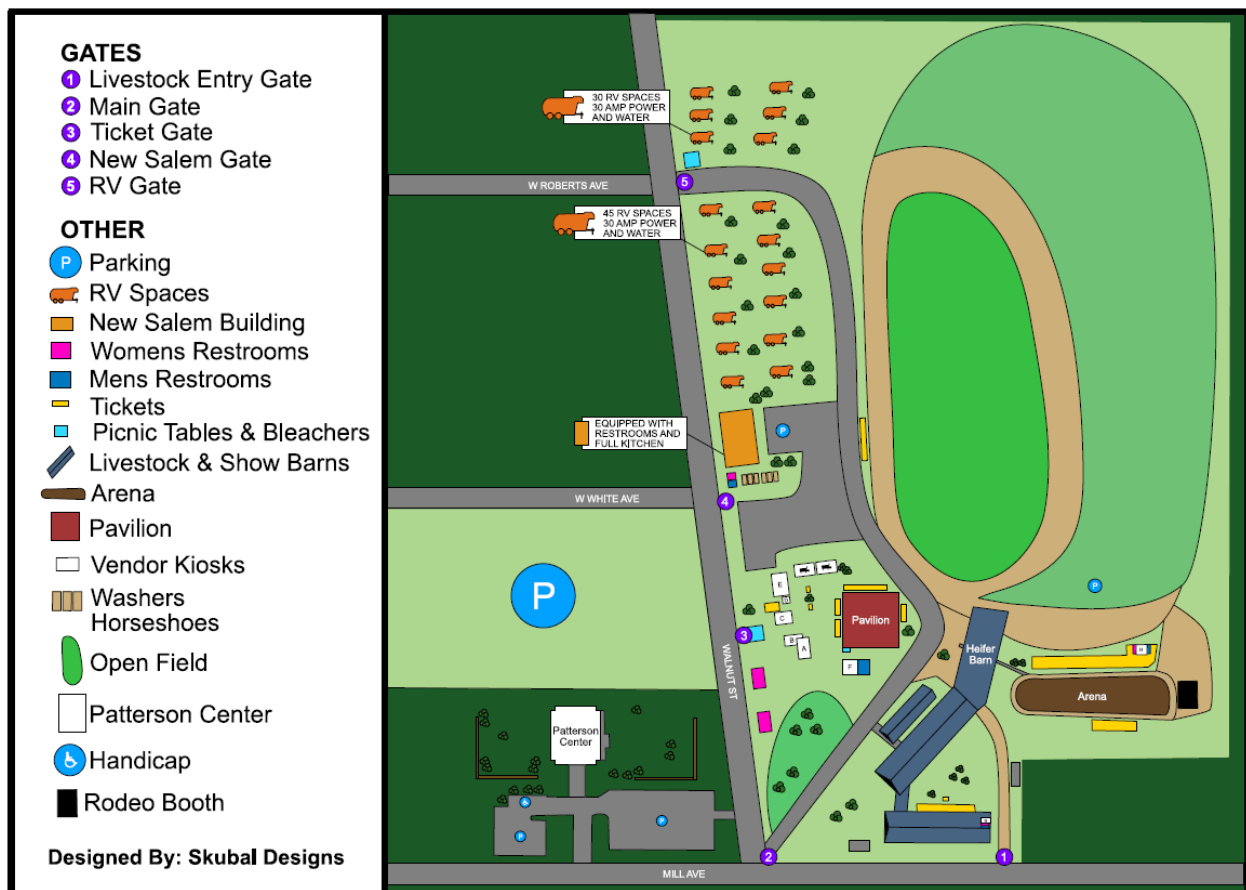 GATES
1 Livestock Entry Gate
2 Main Gate
3 Ticket Gate
4 New Salem Gate
5 RV Gate
OTHER
P Parking
RV Spaces
New Salem Building
Womens Restrooms
Mens Restrooms
Tickets
Picnic Tables & Bleachers
Livestock & Show Barns
Arena
Pavilion
Vendor Kiosks
Washers
Horseshoes
Open Field
Patterson Center
Handicap
Rodeo Booth
Designed By: Skubal Designs
30 RV SPACES
30 AMP POWER
AND WATER
5
W ROBERTS AVE
45 RV SPACES
30 AMP POWER
AND WATER
EQUIPPED WITH
RESTROOMS AND
FULL KITCHEN
P
4
W WHITE AVE
P
P
E
C
B
A
F
Pavilion
3
WALNUT ST
Heifer
Barn
Arena
Patterson
Center
P
P
2
1
MILL AVE